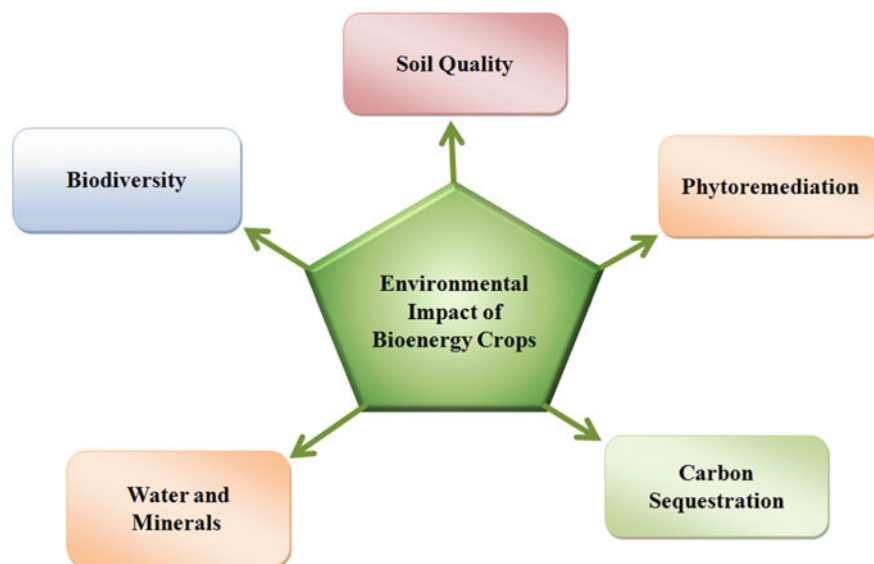 Soil Quality
Biodiversity
Phytoremediation
Environmental
Impact of
Bioenergy Crops
Water and
Minerals
Carbon
Sequestration